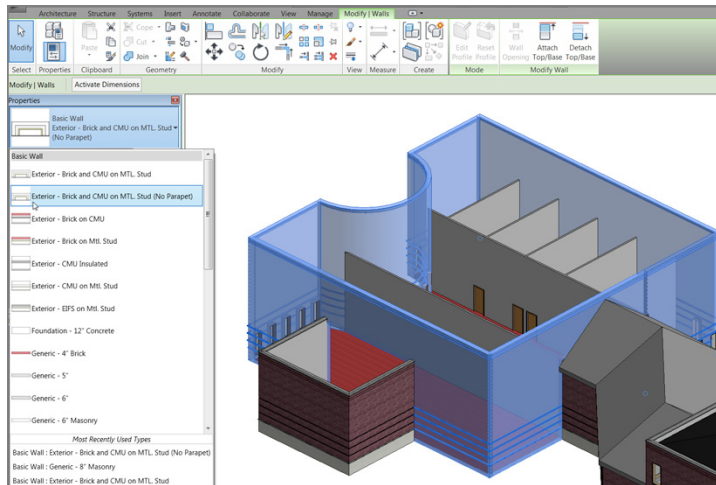 Architecture Structure Systems Insert Annotate Collaborate View Manage Modify | Walls
Modify
Paste
Cope
Cut
Join
Edit Profile
Reset Profile
Wall Opening
Attach Top/Base
Detach Top/Base
Select Properties Clipboard Geometry Modify View Measure Create Mode Modify Wall
Modify | Walls Activate Dimensions
Properties
Basic Wall
Exterior - Brick and CMU on MTL. Stud
(No Parapet)
Basic Wall
Exterior - Brick and CMU on MTL. Stud
Exterior - Brick and CMU on MTL. Stud (No Parapet)
Exterior - Brick on CMU
Exterior - Brick on Mtl. Stud
Exterior - CMU Insulated
Exterior - CMU on Mtl. Stud
Exterior - EIFS on Mtl. Stud
Foundation - 12" Concrete
Generic - 4" Brick
Generic - 5"
Generic - 6"
Generic - 6" Masonry
Most Recently Used Types
Basic Wall : Exterior - Brick and CMU on MTL. Stud (No Parapet)
Basic Wall : Generic - 8" Masonry
Basic Wall : Exterior - Brick and CMU on MTL. Stud